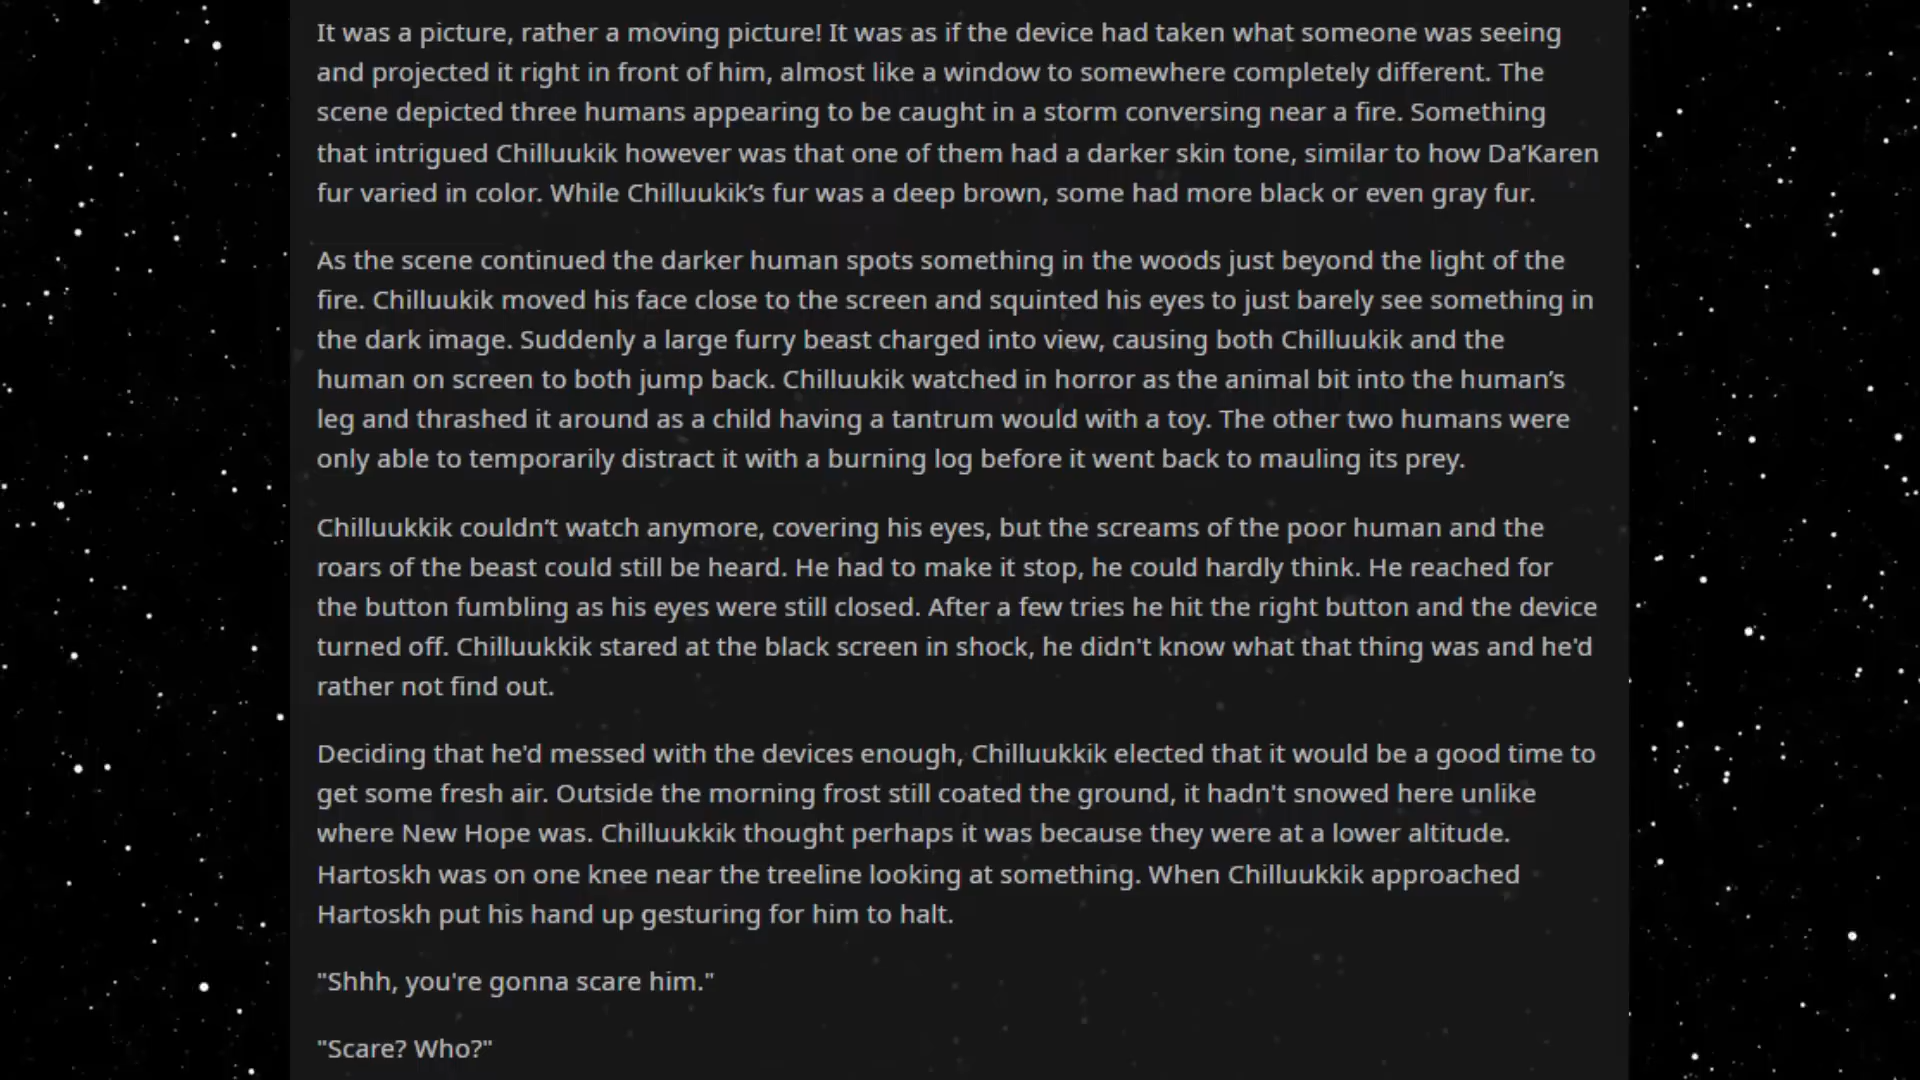 It was a picture, rather a moving picture! It was as if the device had taken what someone was seeing
and projected it right in front of him, almost like a window to somewhere completely different. The
scene depicted three humans appearing to be caught in a storm conversing near a fire. Something
that intrigued Chilluukik however was that one of them had a darker skin tone, similar to how Da’Karen
fur varied in color. While Chilluukik’s fur was a deep brown, some had more black or even gray fur.
As the scene continued the darker human spots something in the woods just beyond the light of the
fire. Chilluukik moved his face close to the screen and squinted his eyes to just barely see something in
the dark image. Suddenly a large furry beast charged into view, causing both Chilluukik and the
human on screen to both jump back. Chilluukik watched in horror as the animal bit into the human’s
leg and thrashed it around as a child having a tantrum would with a toy. The other two humans were
only able to temporarily distract it with a burning log before it went back to mauling its prey.
Chilluukkik couldn’t watch anymore, covering his eyes, but the screams of the poor human and the
roars of the beast could still be heard. He had to make it stop, he could hardly think. He reached for
the button fumbling as his eyes were still closed. After a few tries he hit the right button and the device
turned off. Chilluukkik stared at the black screen in shock, he didn't know what that thing was and he'd
rather not find out.
Deciding that he'd messed with the devices enough, Chilluukkik elected that it would be a good time to
get some fresh air. Outside the morning frost still coated the ground, it hadn't snowed here unlike
where New Hope was. Chilluukkik thought perhaps it was because they were at a lower altitude.
Hartoskh was on one knee near the treeline looking at something. When Chilluukkik approached
Hartoskh put his hand up gesturing for him to halt.
"Shhh, you're gonna scare him."
"Scare? Who?"